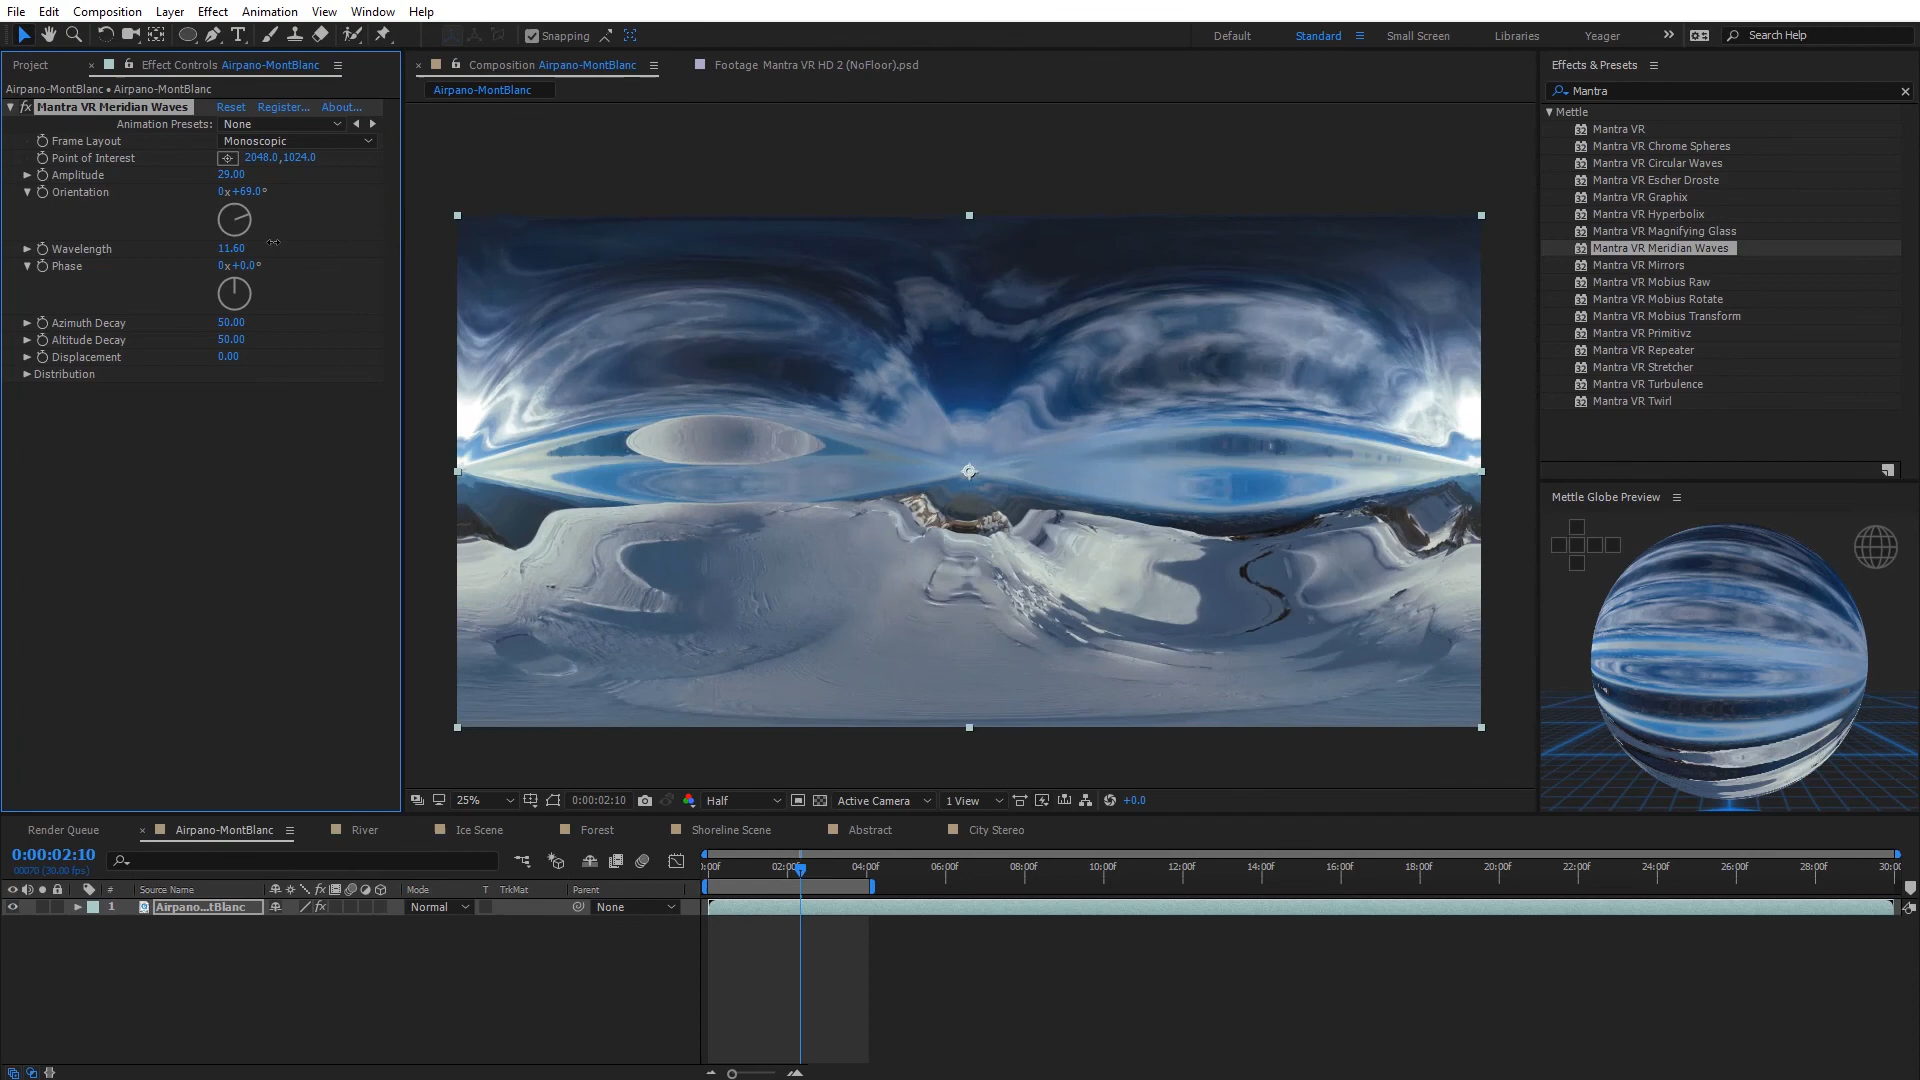 File Edit Composition Layer Effect Animation View Window Help
Snapping Default Standard Small Screen Libraries Yeager Search Help
Project Effect Controls Airpano-MontBlanc
Composition Airpano-MontBlanc
Footage Mantra VR HD 2 (NoFloor).psd
Effects & Presets
Airpano-MontBlanc • Airpano-MontBlanc
Airpano-MontBlanc
Mantra
Mantra VR Meridian Waves Reset Register... About...
Animation Presets: None
Frame Layout Monoscopic
Point of Interest 2048.0,1024.0
Amplitude 29.00
Orientation 0x+69.0°
Wavelength 11.60
Phase 0x+0.0°
Azimuth Decay 50.00
Altitude Decay 50.00
Displacement 0.00
Distribution
Mettle
Mantra VR
Mantra VR Chrome Spheres
Mantra VR Circular Waves
Mantra VR Escher Droste
Mantra VR Graphix
Mantra VR Hyperbolix
Mantra VR Magnifying Glass
Mantra VR Meridian Waves
Mantra VR Mirrors
Mantra VR Mobius Raw
Mantra VR Mobius Rotate
Mantra VR Mobius Transform
Mantra VR Primitivz
Mantra VR Repeater
Mantra VR Stretcher
Mantra VR Turbulence
Mantra VR Twirl
Mettle Globe Preview
25% 0:00:02:10 Half Active Camera 1 View +0.0
Render Queue Airpano-MontBlanc River Ice Scene Forest Shoreline Scene Abstract City Stereo
0:00:02:10
00070 (30.00 fps)
):00f 02:00f 04:00f 06:00f 08:00f 10:00f 12:00f 14:00f 16:00f 18:00f 20:00f 22:00f 24:00f 26:00f 28:00f 30:00
# Source Name Mode T TrkMat Parent
1 Airpano...tBlanc Normal None